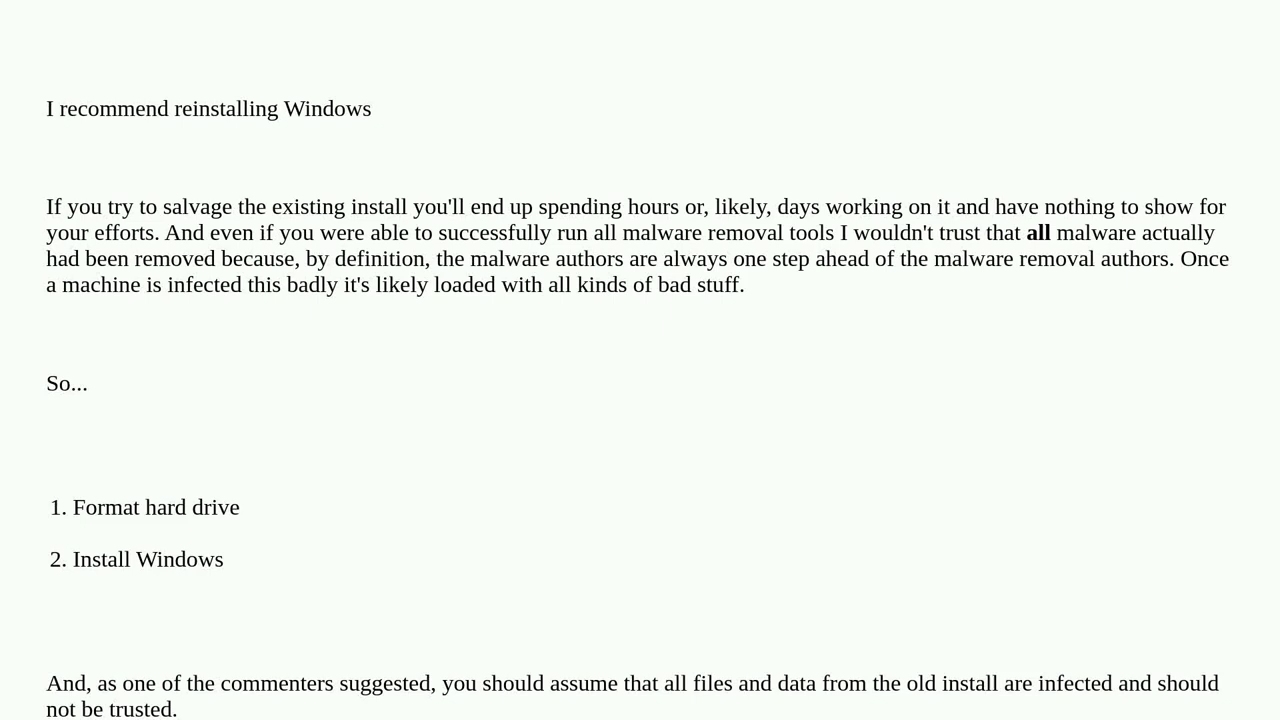 I recommend reinstalling Windows
If you try to salvage the existing install you'll end up spending hours or, likely, days working on it and have nothing to show for
your efforts. And even if you were able to successfully run all malware removal tools I wouldn't trust that all malware actually
had been removed because, by definition, the malware authors are always one step ahead of the malware removal authors. Once
a machine is infected this badly it's likely loaded with all kinds of bad stuff.
So...
1. Format hard drive
2. Install Windows
And, as one of the commenters suggested, you should assume that all files and data from the old install are infected and should
not be trusted.